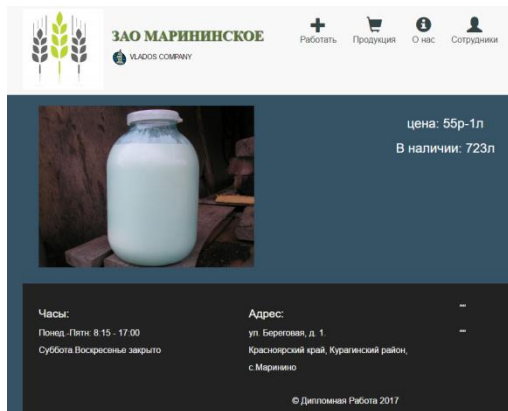 ЗАО МАРИНИНСКОЕ
VLADOS COMPANY
Работать
Продукция
О нас
Сотрудники
цена: 55р-1л
В наличии: 723л
Часы:
Понед.-Пятн: 8:15 - 17:00
Суббота.Воскресенье закрыто
Адрес:
ул. Береговая, д. 1.
Красноярский край, Курагинский район,
с.Маринино
""
""
© Дипломная Работа 2017